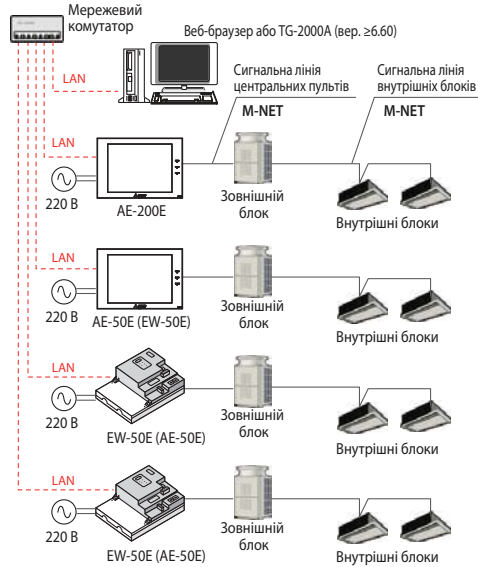 Мережевий
комутатор
Веб-браузер або TG-2000A (вер. ≥6.60)
LAN
Сигнальна лінія
центральних пультів
M-NET
Сигнальна лінія
внутрішніх блоків
M-NET
LAN
220 В
AE-200E
Зовнішній
блок
Внутрішні блоки
LAN
220 В
AE-50E (EW-50E)
Зовнішній
блок
Внутрішні блоки
LAN
220 В
EW-50E (AE-50E)
Зовнішній
блок
Внутрішні блоки
LAN
220 В
EW-50E (AE-50E)
Зовнішній
блок
Внутрішні блоки